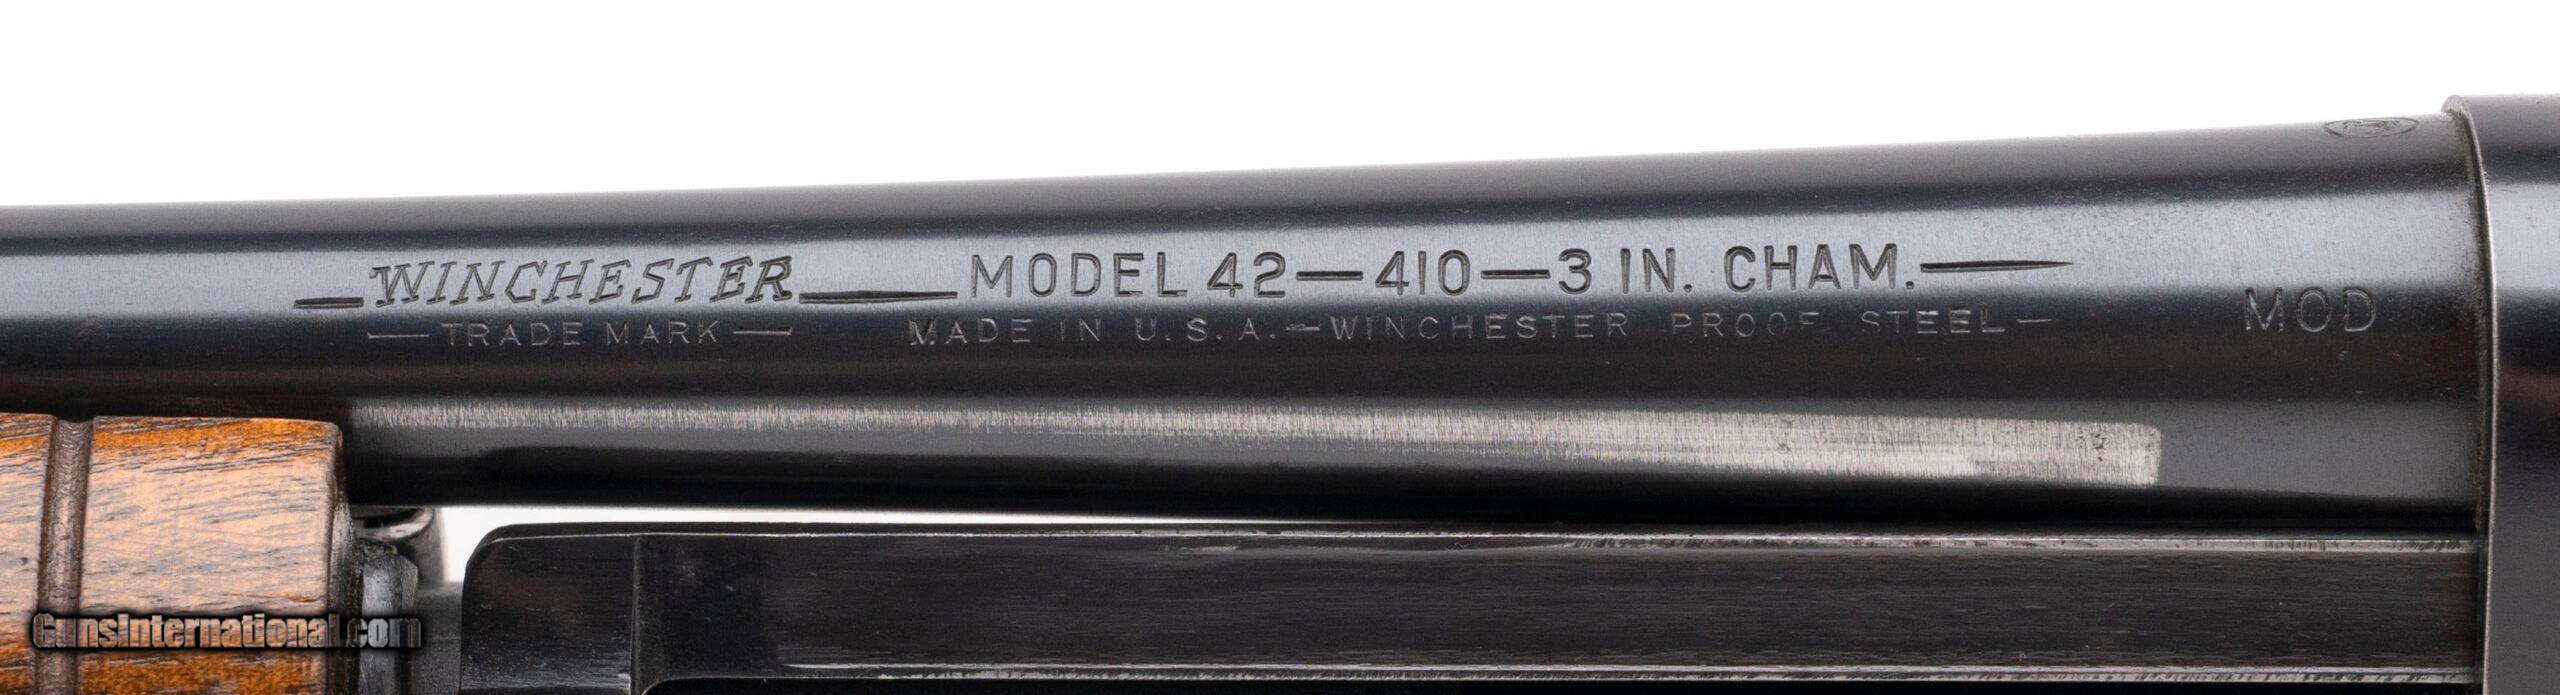 WINCHESTER MODEL 42—410—3 IN. CHAM.—
—TRADE MARK— MADE IN U.S.A.—WINCHESTER PROOF STEEL—
MOD
GunsInternational.com